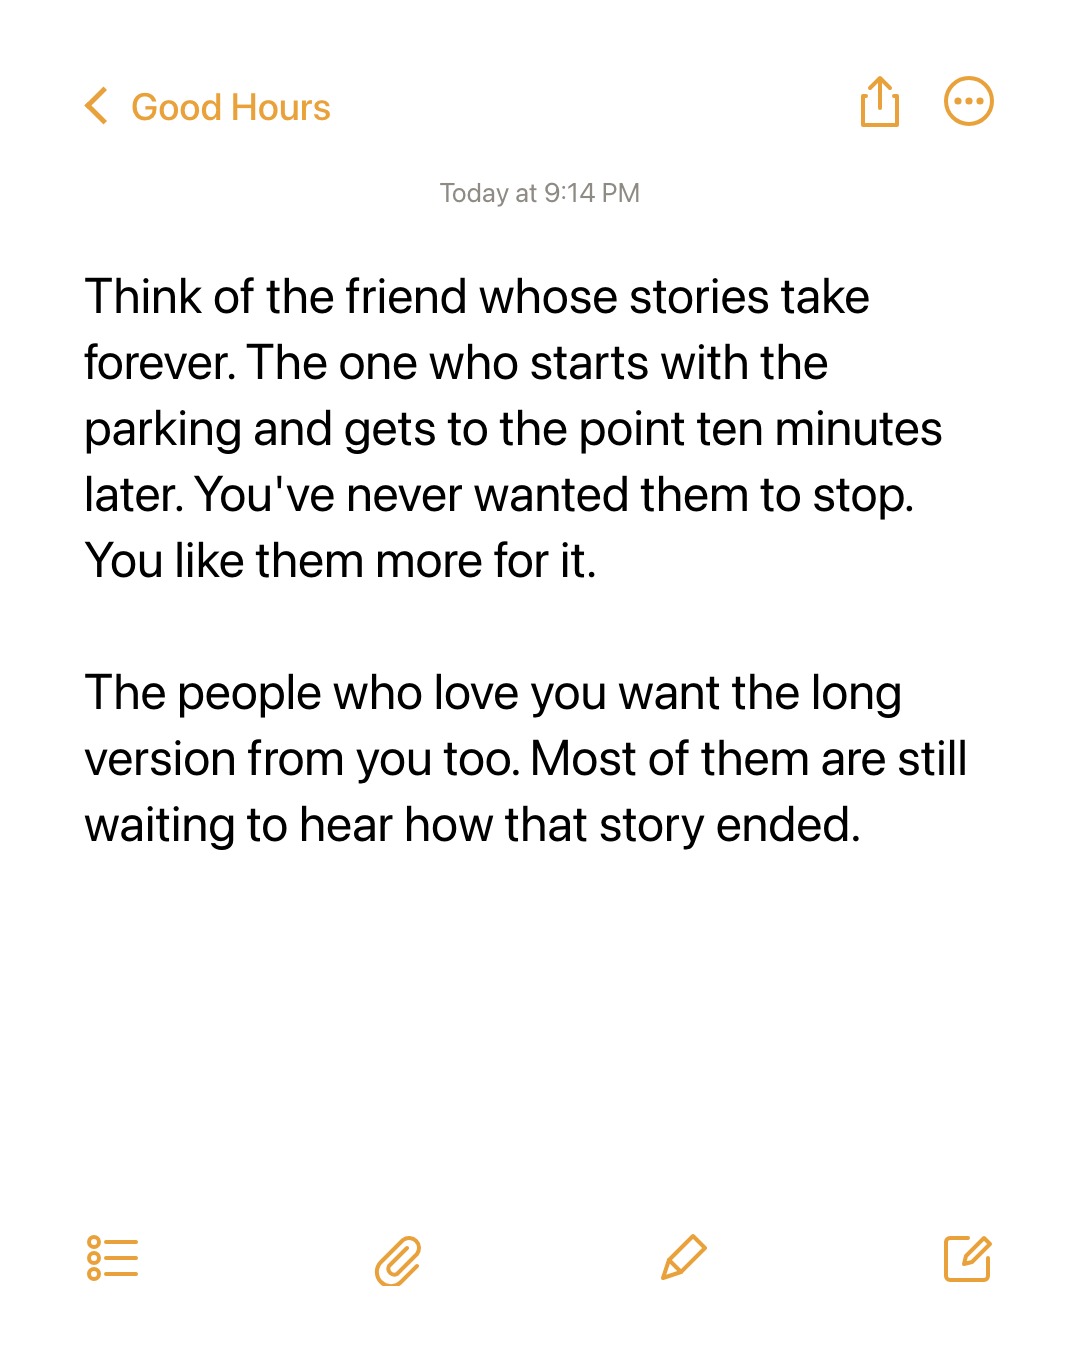 Good Hours
Today at 9:14 PM
Think of the friend whose stories take
forever. The one who starts with the
parking and gets to the point ten minutes
later. You've never wanted them to stop.
You like them more for it.
The people who love you want the long
version from you too. Most of them are still
waiting to hear how that story ended.